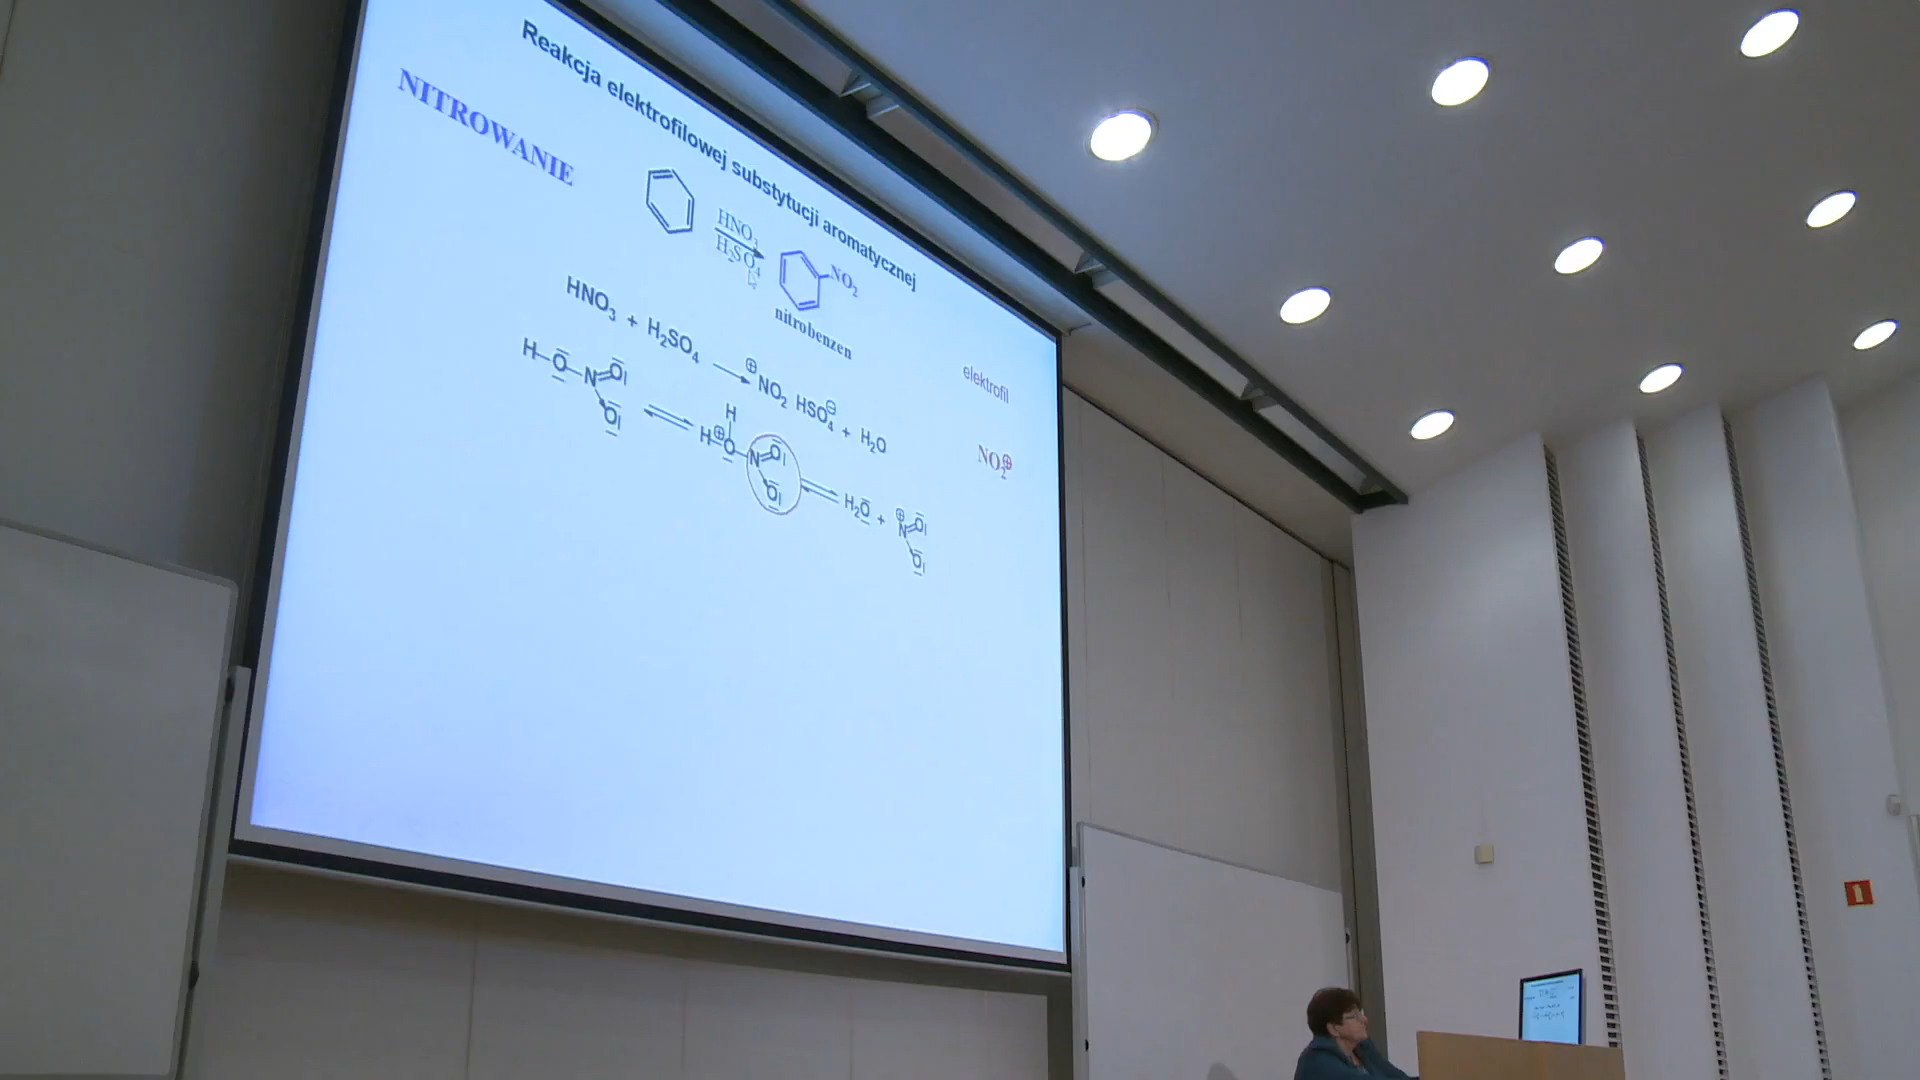 Reakcja elektrofilowej substytucji aromatycznej
NITROWANIE
HNO₃
H₂SO₄
NO₂
nitrobenzen
HNO₃ + H₂SO₄ → ⊕NO₂ HSO₄⊖ + H₂O
elektrofil
NO₂⊕
H–O–N=O
O
⇌
H
H–O⊕–N=O
O
⇌
H₂O + ⊕N=O
O